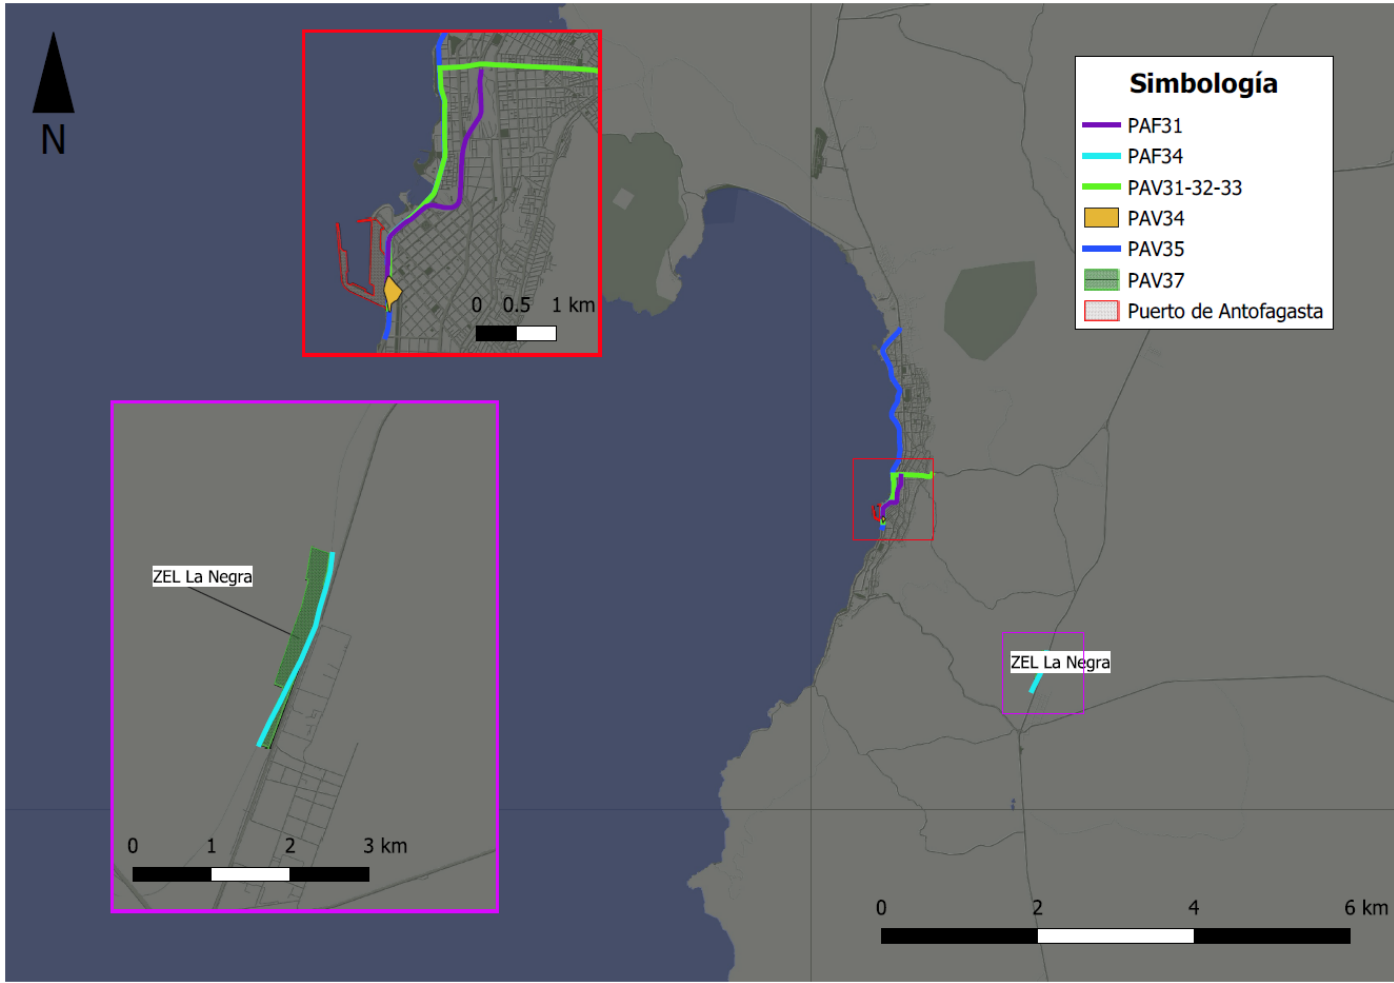 N
0 0.5 1 km
Simbología
PAF31
PAF34
PAV31-32-33
PAV34
PAV35
PAV37
Puerto de Antofagasta
ZEL La Negra
0 1 2 3 km
ZEL La Negra
0 2 4 6 km